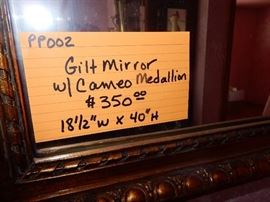 PP002
Gilt Mirror
w/ Cameo Medallion
$350.00
18 1/2" W x 40" H